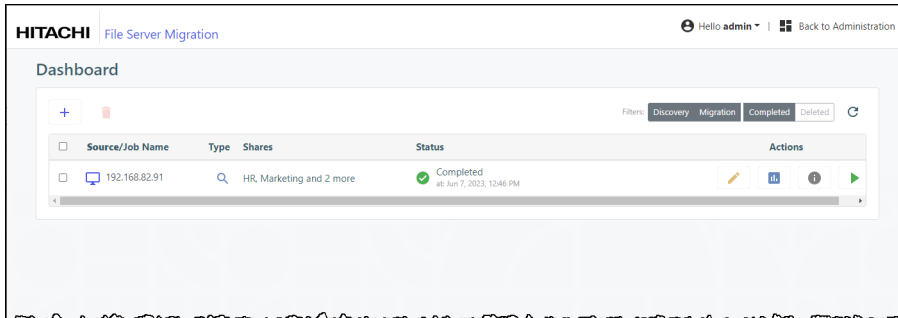 HITACHI File Server Migration Hello admin | Back to Administration
Dashboard
+ Filters: Discovery Migration Completed Deleted
Source/Job Name Type Shares Status Actions
192.168.82.91 HR, Marketing and 2 more Completed
at: Jun 7, 2023, 12:46 PM